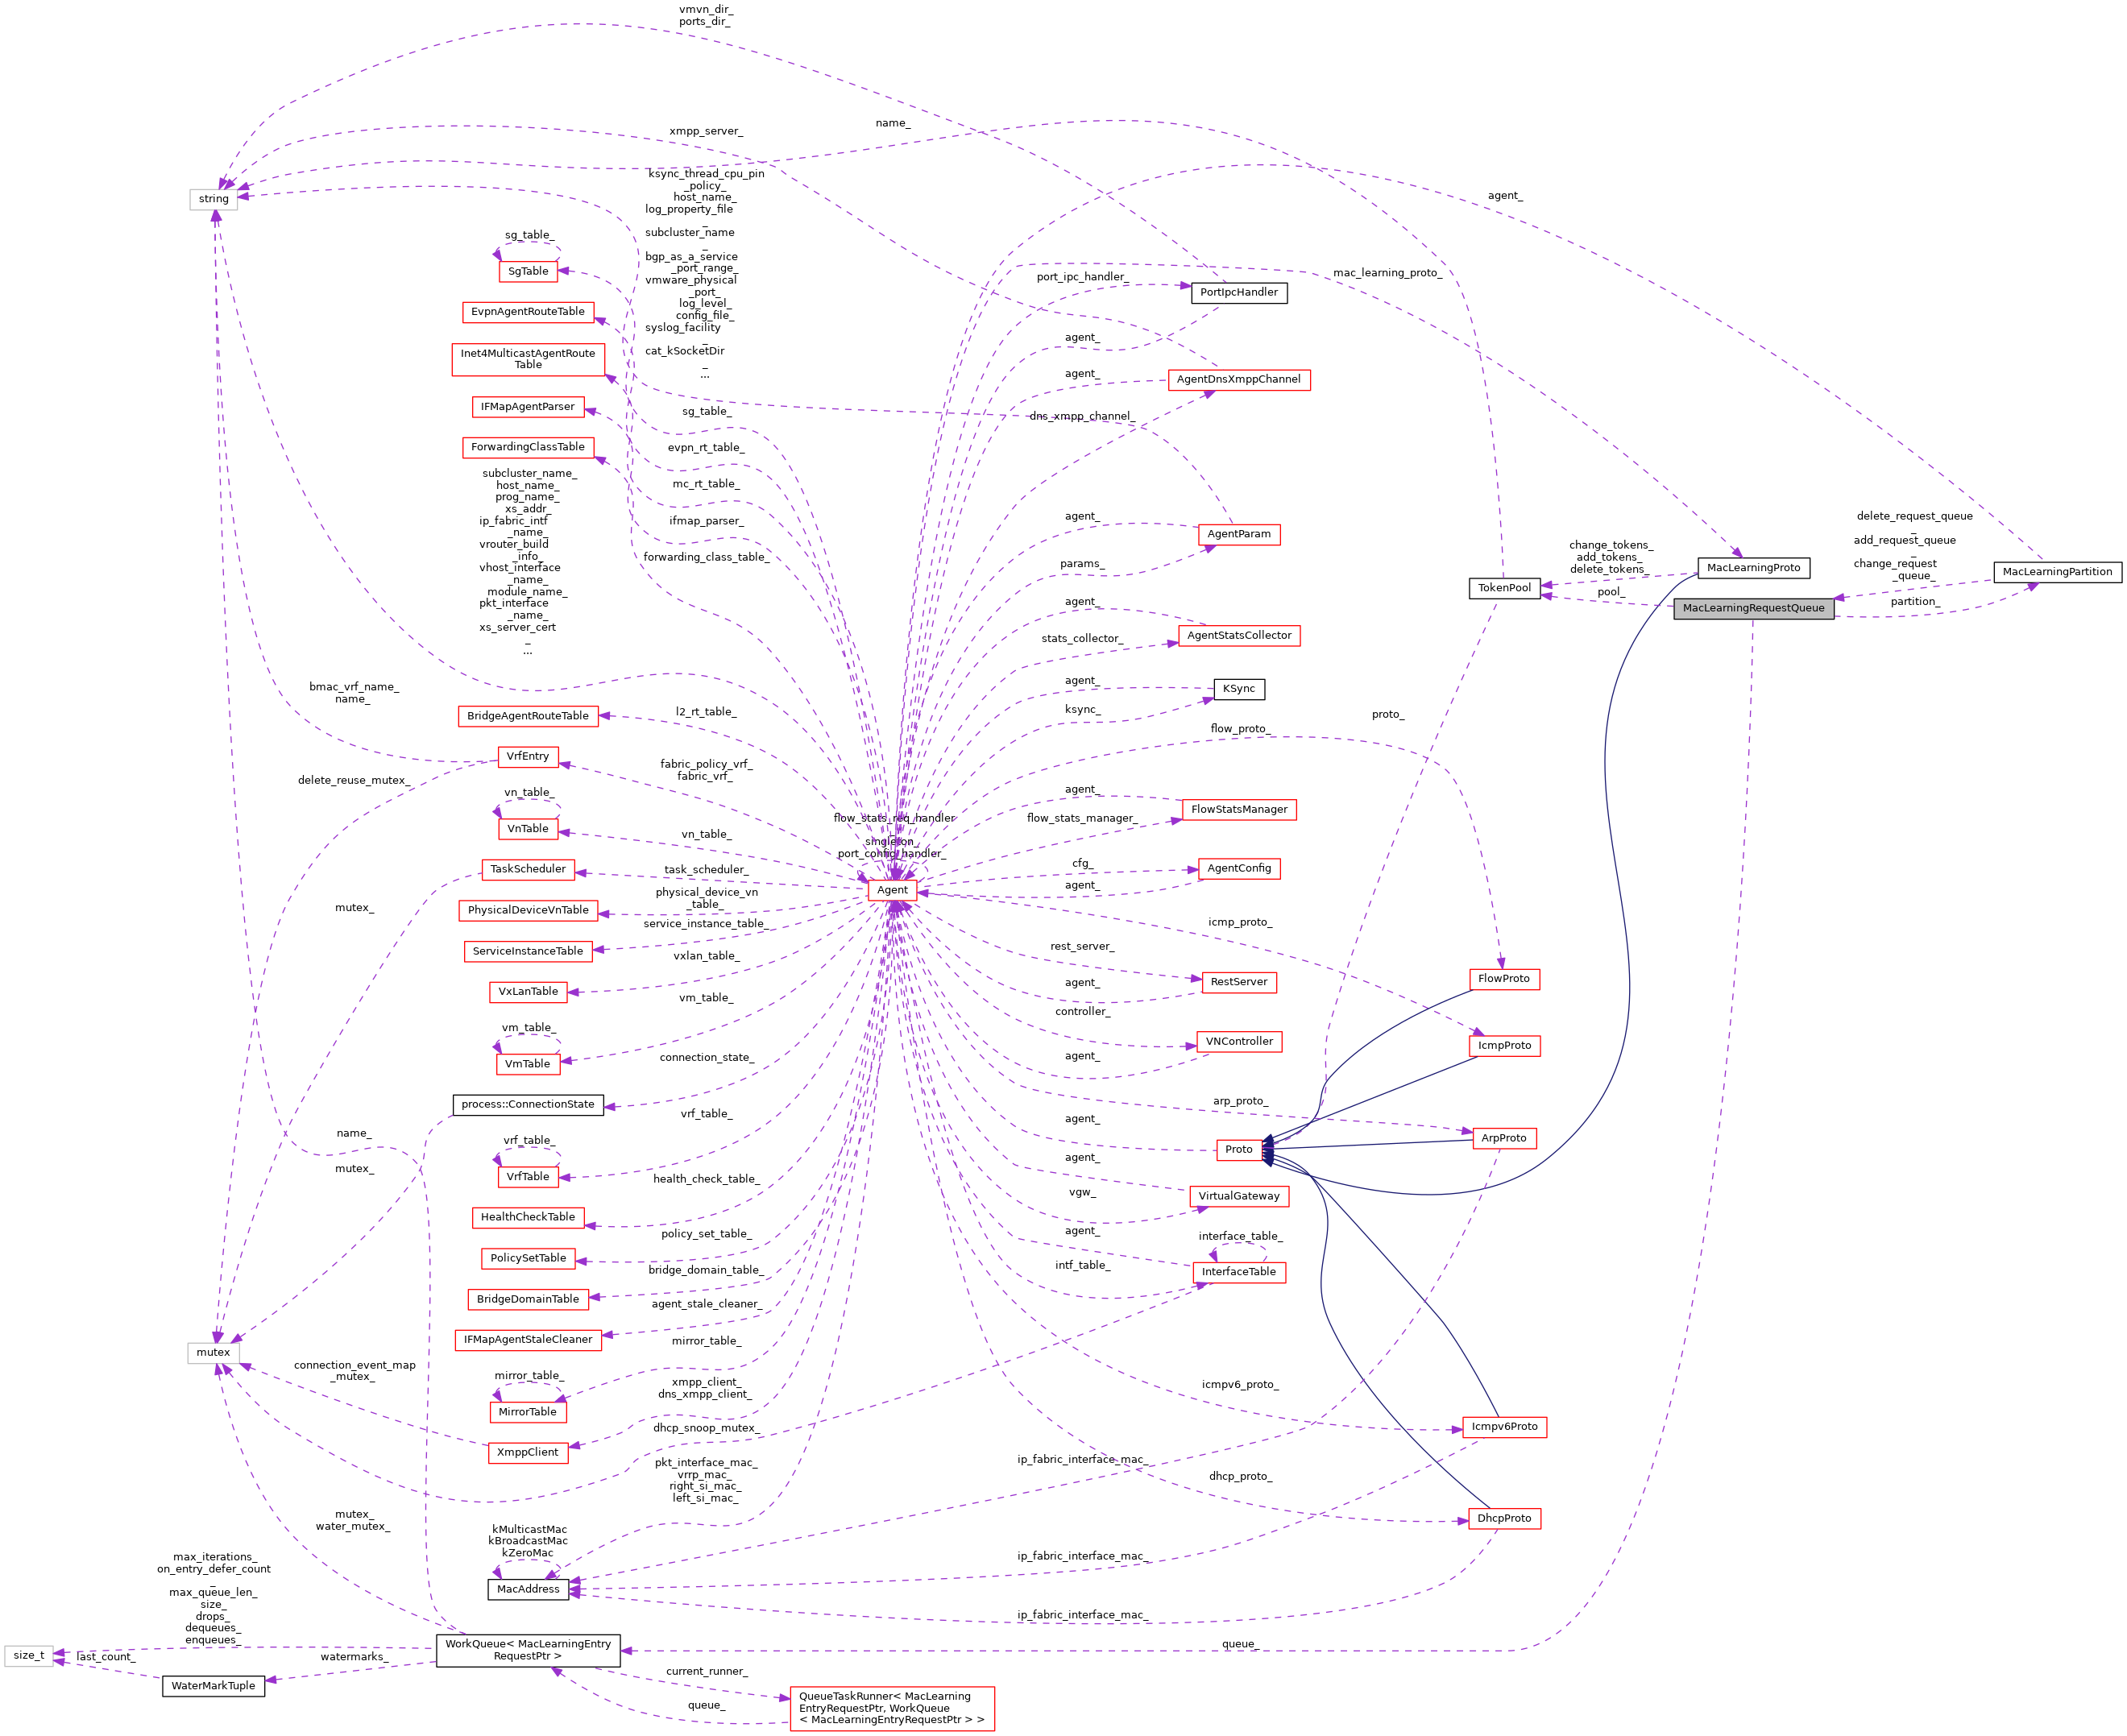 vmvn_dir_
ports_dir_
name_
xmpp_server_
ksync_thread_cpu_pin
_policy_
host_name_
log_property_file
_
subcluster_name
_
bgp_as_a_service
_port_range_
vmware_physical
_port_
log_level_
config_file_
syslog_facility
_
cat_kSocketDir
_
...
string
agent_
sg_table_
SgTable
port_ipc_handler_
PortIpcHandler
mac_learning_proto_
EvpnAgentRouteTable
agent_
Inet4MulticastAgentRoute
Table
agent_
AgentDnsXmppChannel
IFMapAgentParser
sg_table_
dns_xmpp_channel_
ForwardingClassTable
evpn_rt_table_
mc_rt_table_
subcluster_name_
host_name_
prog_name_
xs_addr_
ip_fabric_intf
_name_
vrouter_build
_info_
vhost_interface
_name_
module_name_
pkt_interface
_name_
xs_server_cert
_
...
ifmap_parser_
forwarding_class_table_
agent_
AgentParam
params_
delete_request_queue
_
add_request_queue
_
change_request
_queue_
change_tokens_
add_tokens_
delete_tokens_
MacLearningProto
MacLearningPartition
TokenPool
pool_
MacLearningRequestQueue
partition_
agent_
AgentStatsCollector
stats_collector_
bmac_vrf_name_
name_
agent_
KSync
ksync_
BridgeAgentRouteTable
l2_rt_table_
proto_
flow_proto_
VrfEntry
fabric_policy_vrf_
fabric_vrf_
delete_reuse_mutex_
vn_table_
VnTable
vn_table_
flow_stats_req_handler
_
singleton_
port_config_handler_
agent_
FlowStatsManager
flow_stats_manager_
TaskScheduler
task_scheduler_
cfg_
AgentConfig
agent_
Agent
mutex_
PhysicalDeviceVnTable
physical_device_vn
_table_
service_instance_table_
ServiceInstanceTable
icmp_proto_
rest_server_
RestServer
agent_
FlowProto
vxlan_table_
VxLanTable
vm_table_
controller_
vm_table_
VmTable
VNController
agent_
IcmpProto
connection_state_
process::ConnectionState
arp_proto_
vrf_table_
agent_
name_
vrf_table_
VrfTable
Proto
ArpProto
mutex_
agent_
health_check_table_
HealthCheckTable
vgw_
VirtualGateway
policy_set_table_
PolicySetTable
agent_
interface_table_
InterfaceTable
intf_table_
bridge_domain_table_
BridgeDomainTable
agent_stale_cleaner_
IFMapAgentStaleCleaner
mirror_table_
mutex
connection_event_map
_mutex_
mirror_table_
MirrorTable
xmpp_client_
dns_xmpp_client_
icmpv6_proto_
Icmpv6Proto
dhcp_snoop_mutex_
XmppClient
pkt_interface_mac_
vrrp_mac_
right_si_mac_
left_si_mac_
ip_fabric_interface_mac_
dhcp_proto_
DhcpProto
mutex_
water_mutex_
kMulticastMac
kBroadcastMac
kZeroMac
MacAddress
ip_fabric_interface_mac_
ip_fabric_interface_mac_
max_iterations_
on_entry_defer_count
_
max_queue_len_
size_
drops_
dequeues_
enqueues_
size_t
last_count_
WorkQueue< MacLearningEntry
RequestPtr >
queue_
watermarks_
WaterMarkTuple
current_runner_
queue_
QueueTaskRunner< MacLearning
EntryRequestPtr, WorkQueue
< MacLearningEntryRequestPtr > >